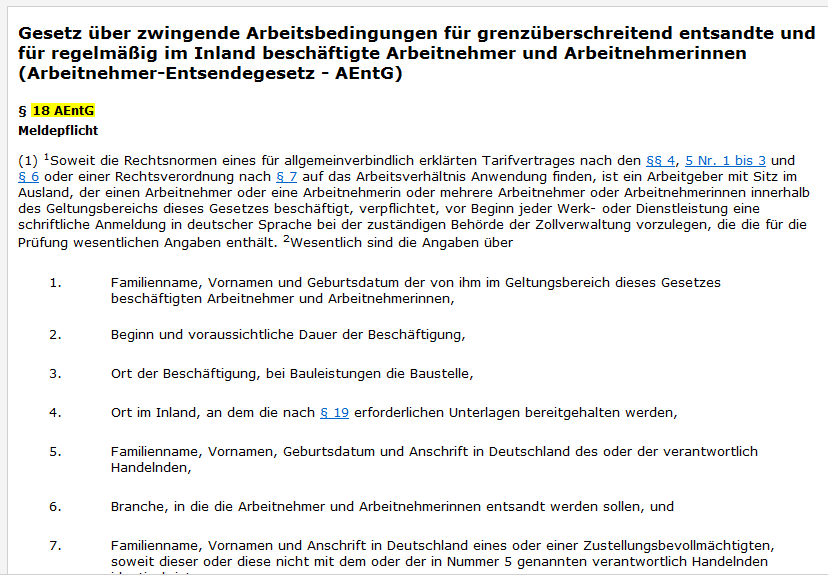 Gesetz über zwingende Arbeitsbedingungen für grenzüberschreitend entsandte und
für regelmäßig im Inland beschäftigte Arbeitnehmer und Arbeitnehmerinnen
(Arbeitnehmer-Entsendegesetz - AEntG)
§ 18 AEntG
Meldepflicht
(1) ¹Soweit die Rechtsnormen eines für allgemeinverbindlich erklärten Tarifvertrages nach den §§ 4, 5 Nr. 1 bis 3 und
§ 6 oder einer Rechtsverordnung nach § 7 auf das Arbeitsverhältnis Anwendung finden, ist ein Arbeitgeber mit Sitz im
Ausland, der einen Arbeitnehmer oder eine Arbeitnehmerin oder mehrere Arbeitnehmer oder Arbeitnehmerinnen innerhalb
des Geltungsbereichs dieses Gesetzes beschäftigt, verpflichtet, vor Beginn jeder Werk- oder Dienstleistung eine
schriftliche Anmeldung in deutscher Sprache bei der zuständigen Behörde der Zollverwaltung vorzulegen, die die für die
Prüfung wesentlichen Angaben enthält. ²Wesentlich sind die Angaben über
1. Familienname, Vornamen und Geburtsdatum der von ihm im Geltungsbereich dieses Gesetzes
beschäftigten Arbeitnehmer und Arbeitnehmerinnen,
2. Beginn und voraussichtliche Dauer der Beschäftigung,
3. Ort der Beschäftigung, bei Bauleistungen die Baustelle,
4. Ort im Inland, an dem die nach § 19 erforderlichen Unterlagen bereitgehalten werden,
5. Familienname, Vornamen, Geburtsdatum und Anschrift in Deutschland des oder der verantwortlich
Handelnden,
6. Branche, in die die Arbeitnehmer und Arbeitnehmerinnen entsandt werden sollen, und
7. Familienname, Vornamen und Anschrift in Deutschland eines oder einer Zustellungsbevollmächtigten,
soweit dieser oder diese nicht mit dem oder der in Nummer 5 genannten verantwortlich Handelnden